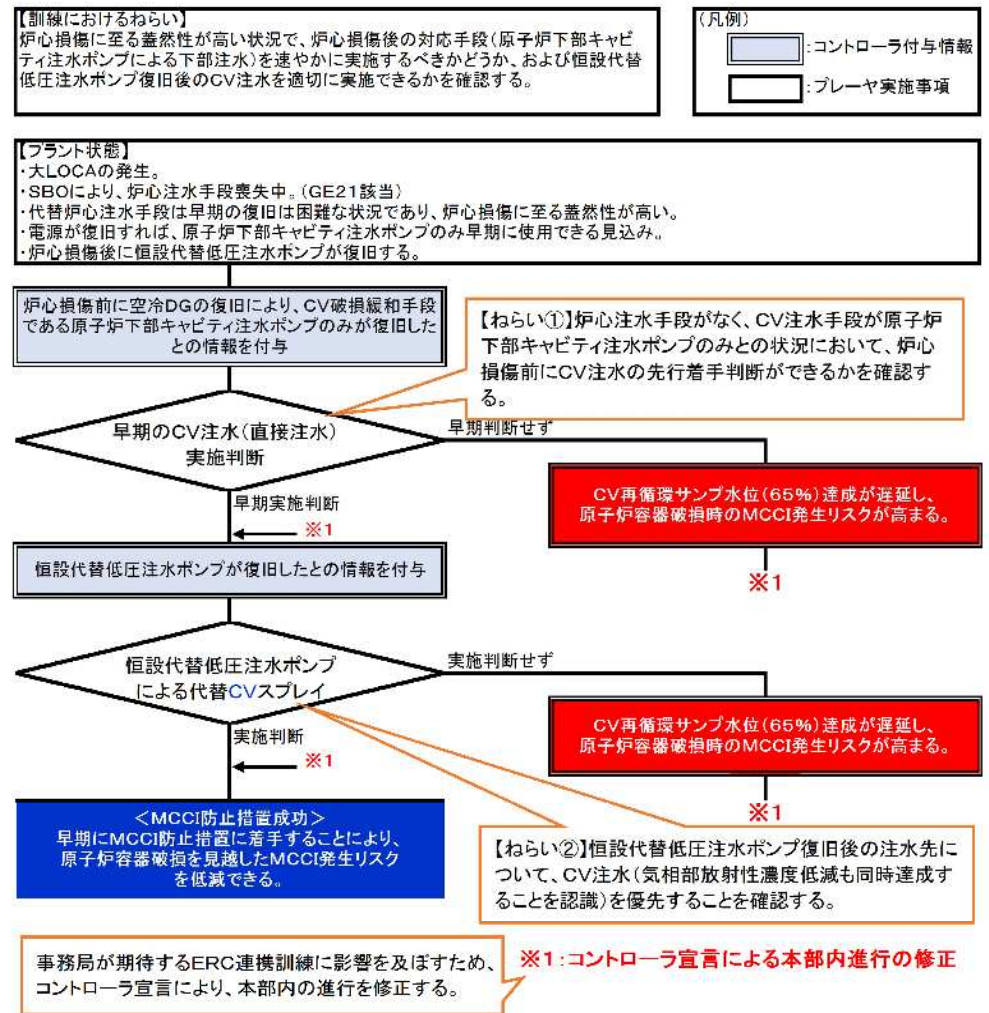 【訓練におけるねらい】
炉心損傷に至る蓋然性が高い状況で、炉心損傷後の対応手段(原子炉下部キャビ
ティ注水ポンプによる下部注水)を速やかに実施するべきかどうか、および恒設代替
低圧注水ポンプ復旧後のCV注水を適切に実施できるかを確認する。
(凡例)
:コントローラ付与情報
:プレーヤ実施事項
【プラント状態】
・大LOCAの発生。
・SBOにより、炉心注水手段喪失中。(GE21該当)
・代替炉心注水手段は早期の復旧は困難な状況であり、炉心損傷に至る蓋然性が高い。
・電源が復旧すれば、原子炉下部キャビティ注水ポンプのみ早期に使用できる見込み。
・炉心損傷後に恒設代替低圧注水ポンプが復旧する。
炉心損傷前に空冷DGの復旧により、CV破損緩和手段
である原子炉下部キャビティ注水ポンプのみが復旧した
との情報を付与
【ねらい①】炉心注水手段がなく、CV注水手段が原子炉
下部キャビティ注水ポンプのみとの状況において、炉心
損傷前にCV注水の先行着手判断ができるかを確認す
る。
早期のCV注水(直接注水)
実施判断
早期判断せず
CV再循環サンプ水位(65%)達成が遅延し、
原子炉容器破損時のMCCI発生リスクが高まる。
※1
早期実施判断
※1
恒設代替低圧注水ポンプが復旧したとの情報を付与
恒設代替低圧注水ポンプ
による代替CVスプレイ
実施判断せず
CV再循環サンプ水位(65%)達成が遅延し、
原子炉容器破損時のMCCI発生リスクが高まる。
※1
実施判断
※1
<MCCI防止措置成功>
早期にMCCI防止措置に着手することにより、
原子炉容器破損を見越したMCCI発生リスク
を低減できる。
【ねらい②】恒設代替低圧注水ポンプ復旧後の注水先に
ついて、CV注水(気相部放射性濃度低減も同時達成す
ることを認識)を優先することを確認する。
事務局が期待するERC連携訓練に影響を及ぼすため、
コントローラ宣言により、本部内の進行を修正する。
※1:コントローラ宣言による本部内進行の修正